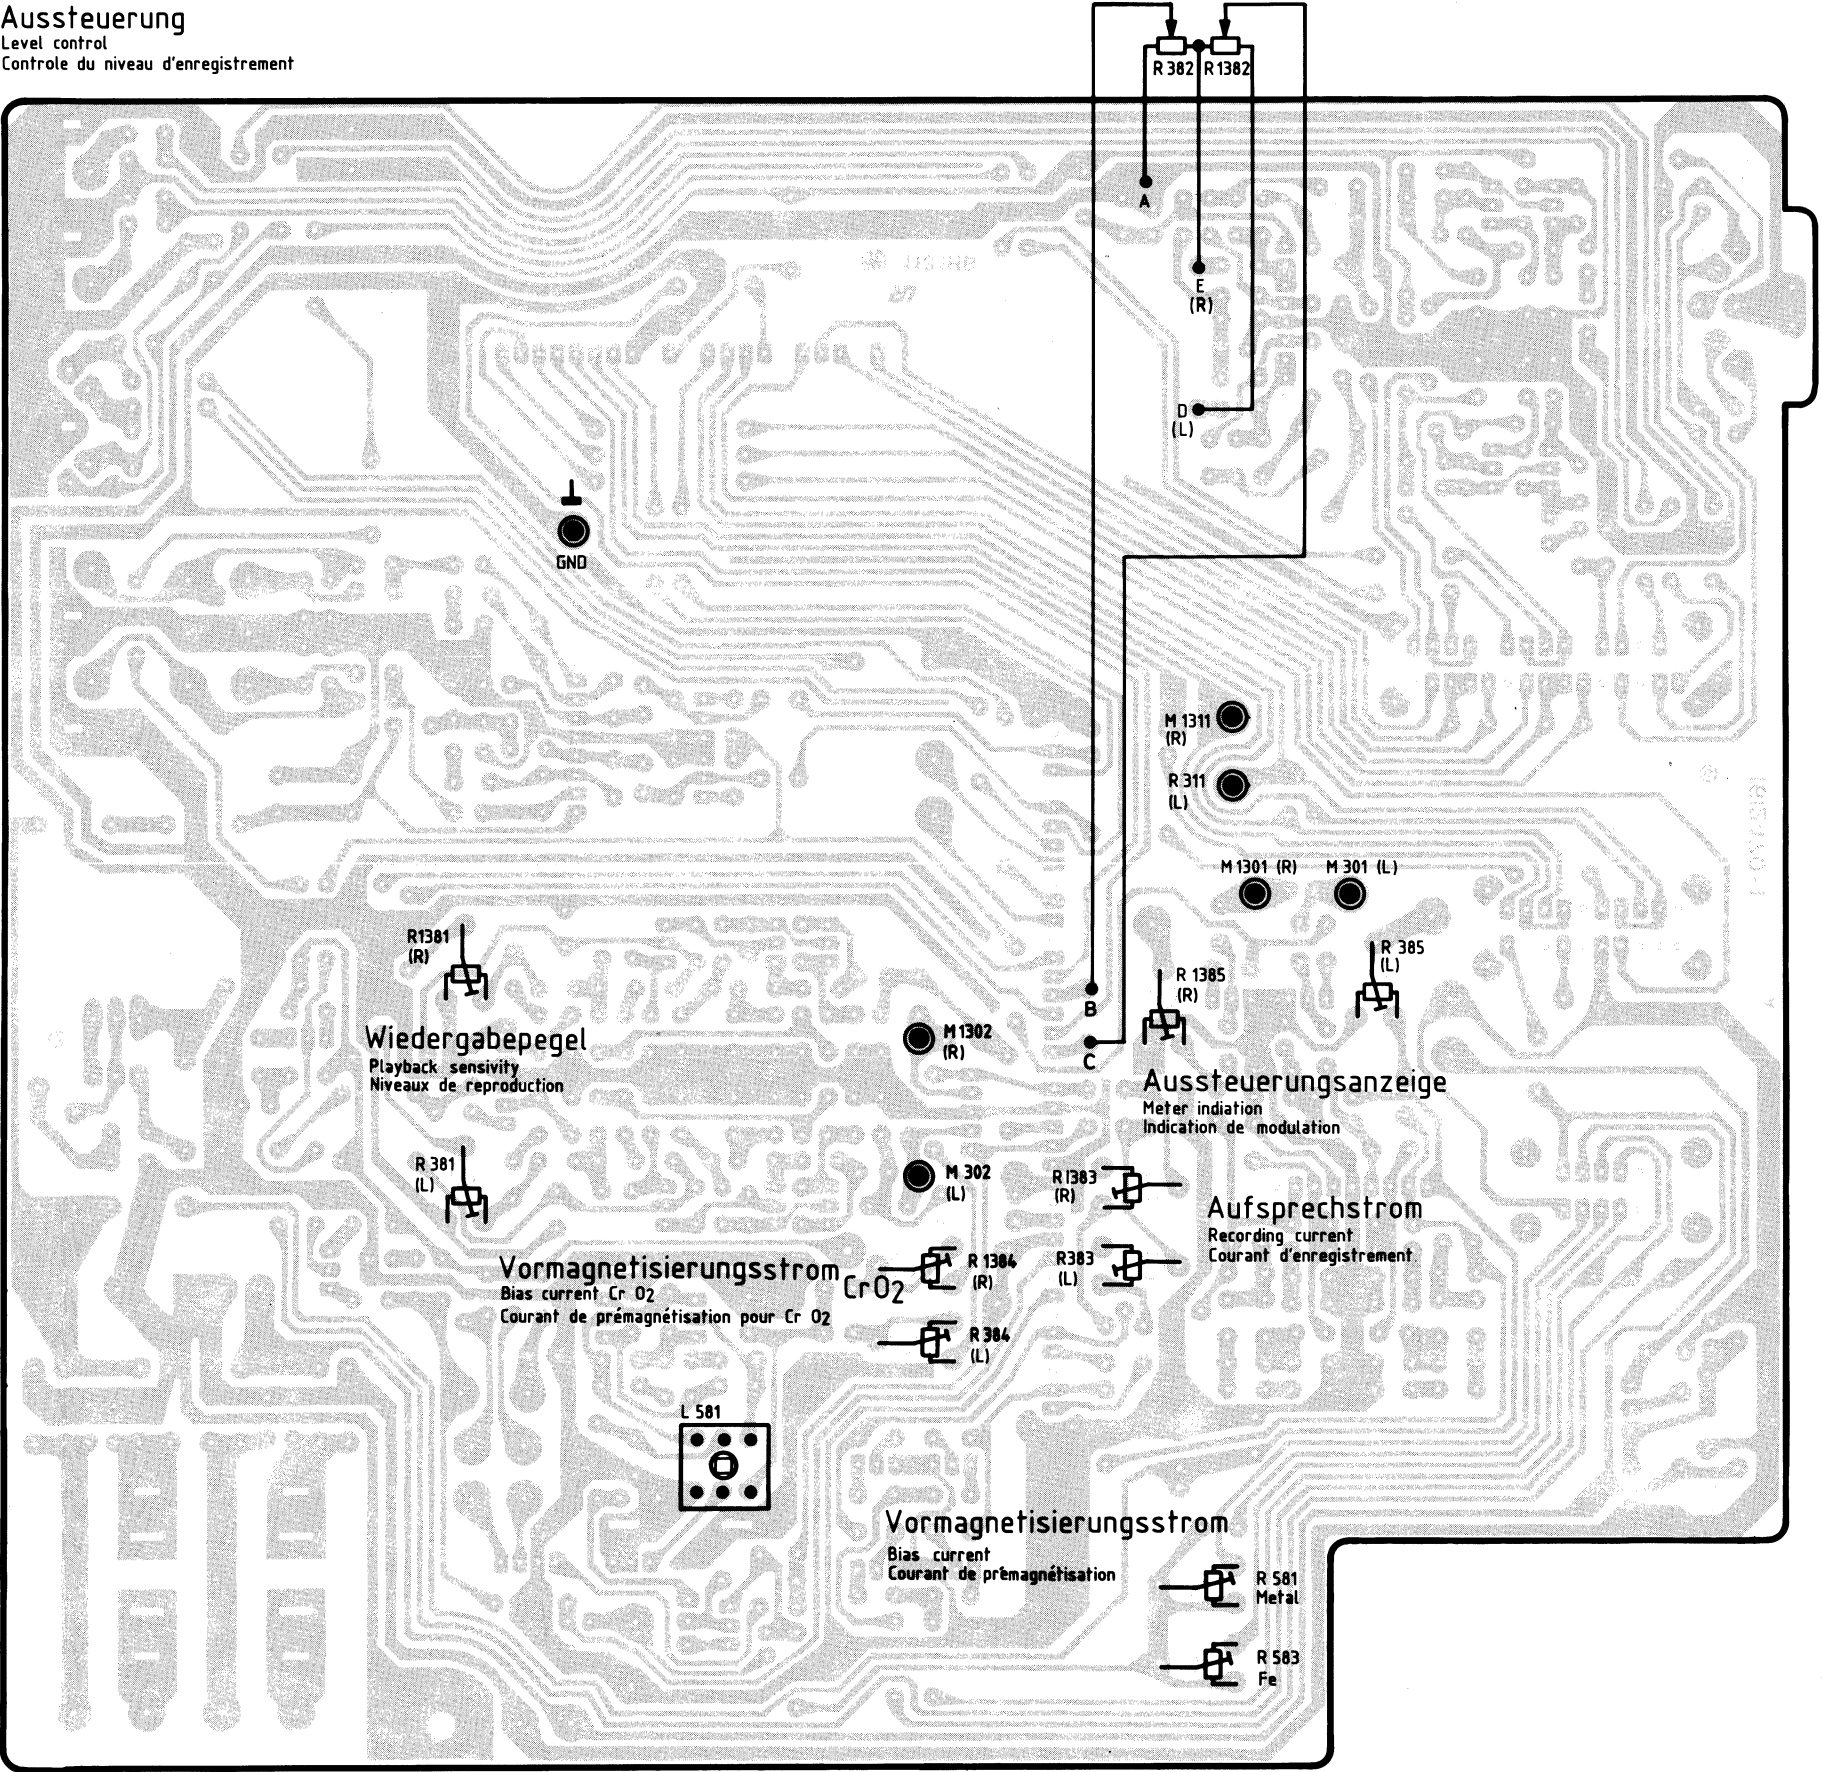 Aussteuerung
Level control
Controle du niveau d'enregistrement
R 382 R 1382
A
E
(R)
D
(L)
GND
M 1311
(R)
R 311
(L)
M 1301 (R) M 301 (L)
R1381
(R)
R 385
(L)
R 1385
(R)
B
C
Wiedergabepegel
Playback sensivity
Niveaux de reproduction
M 1302
(R)
Aussteuerungsanzeige
Meter indiation
Indication de modulation
R 381
(L)
M 302
(L)
R 1383
(R)
Aufsprechstrom
Recording current
Courant d'enregistrement
Vormagnetisierungsstrom CrO2
Bias current Cr O2
Courant de prémagnétisation pour Cr O2
R 1384
(R)
R383
(L)
R 384
(L)
L 581
Vormagnetisierungsstrom
Bias current
Courant de prémagnétisation
R 581
Metal
R 583
Fe